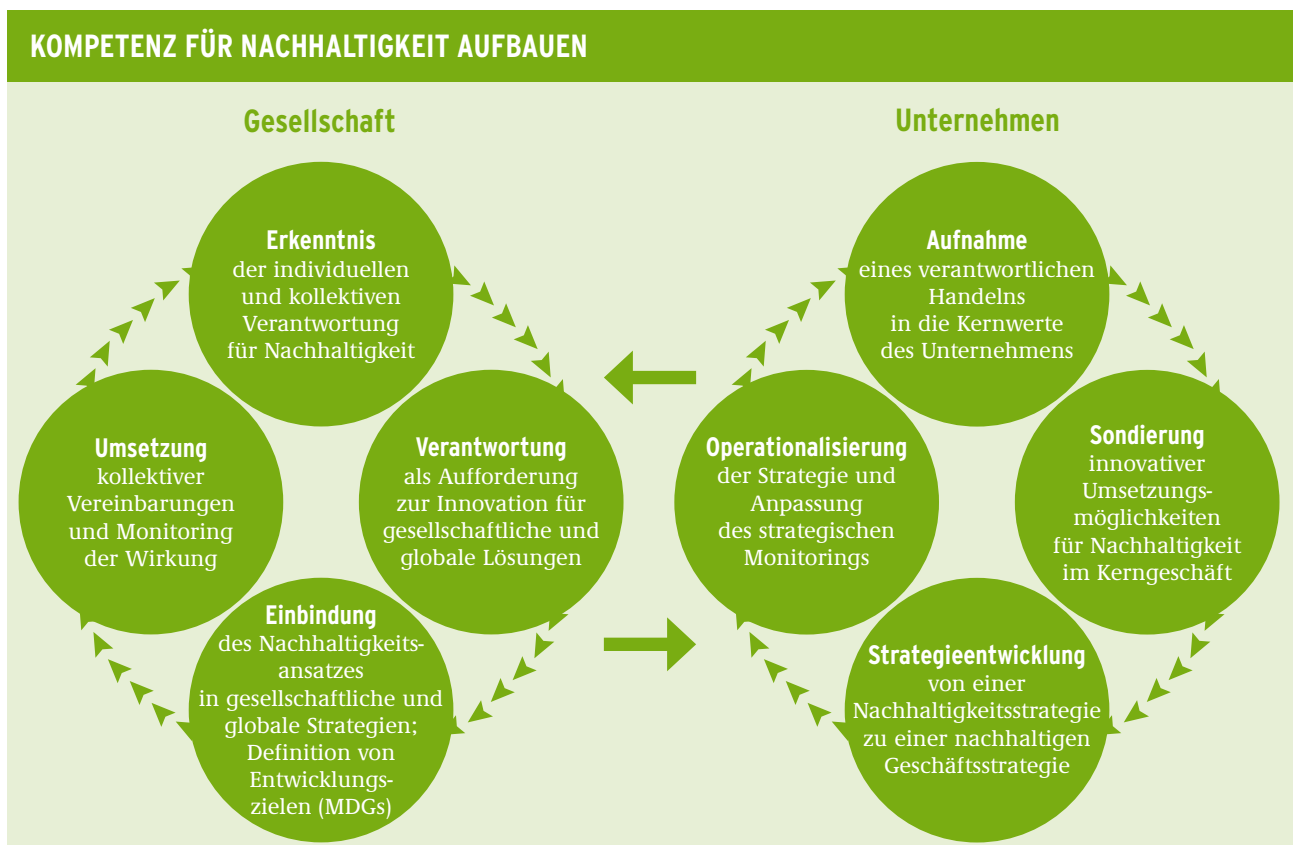 KOMPETENZ FÜR NACHHALTIGKEIT AUFBAUEN
Gesellschaft
Erkenntnis
der individuellen
und kollektiven
Verantwortung
für Nachhaltigkeit
Verantwortung
als Aufforderung
zur Innovation für
gesellschaftliche und
globale Lösungen
Einbindung
des Nachhaltigkeits-
ansatzes
in gesellschaftliche und
globale Strategien;
Definition von
Entwicklungs-
zielen (MDGs)
Umsetzung
kollektiver
Vereinbarungen
und Monitoring
der Wirkung
Unternehmen
Aufnahme
eines verantwortlichen
Handelns
in die Kernwerte
des Unternehmens
Sondierung
innovativer
Umsetzungs-
möglichkeiten
für Nachhaltigkeit
im Kerngeschäft
Strategieentwicklung
von einer
Nachhaltigkeitsstrategie
zu einer nachhaltigen
Geschäftsstrategie
Operationalisierung
der Strategie und
Anpassung
des strategischen
Monitorings